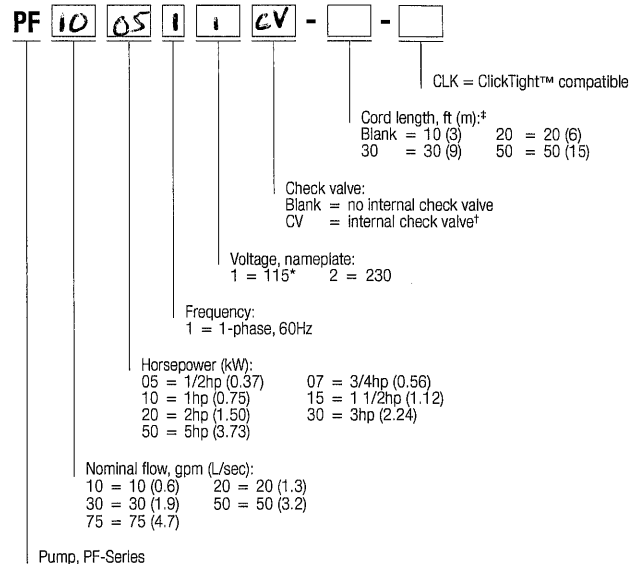 PF 10 05 1 1 CV - -
CLK = ClickTight™ compatible
Cord length, ft (m):‡
Blank = 10 (3) 20 = 20 (6)
30 = 30 (9) 50 = 50 (15)
Check valve:
Blank = no internal check valve
CV = internal check valve†
Voltage, nameplate:
1 = 115* 2 = 230
Frequency:
1 = 1-phase, 60Hz
Horsepower (kW):
05 = 1/2hp (0.37) 07 = 3/4hp (0.56)
10 = 1hp (0.75) 15 = 1 1/2hp (1.12)
20 = 2hp (1.50) 30 = 3hp (2.24)
50 = 5hp (3.73)
Nominal flow, gpm (L/sec):
10 = 10 (0.6) 20 = 20 (1.3)
30 = 30 (1.9) 50 = 50 (3.2)
75 = 75 (4.7)
Pump, PF-Series